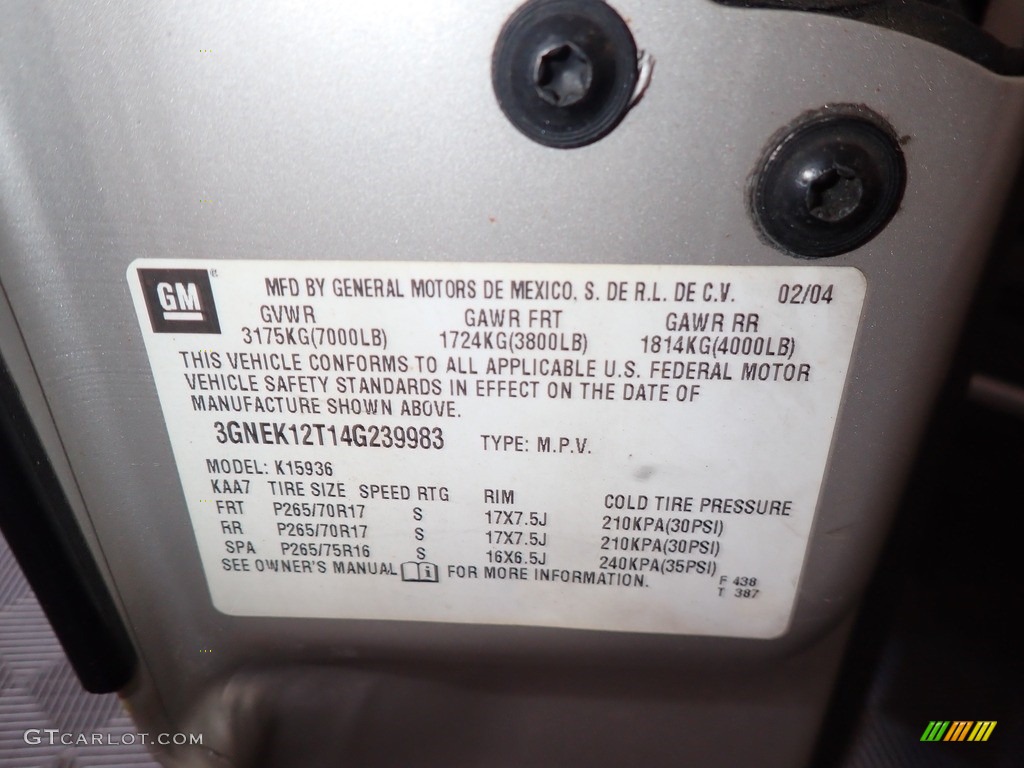 GM ®
MFD BY GENERAL MOTORS DE MEXICO, S. DE R.L. DE C.V. 02/04
GVWR GAWR FRT GAWR RR
3175KG(7000LB) 1724KG(3800LB) 1814KG(4000LB)
THIS VEHICLE CONFORMS TO ALL APPLICABLE U.S. FEDERAL MOTOR
VEHICLE SAFETY STANDARDS IN EFFECT ON THE DATE OF
MANUFACTURE SHOWN ABOVE.
3GNEK12T14G239983 TYPE: M.P.V.
MODEL: K15936
KAA7 TIRE SIZE SPEED RTG RIM COLD TIRE PRESSURE
FRT P265/70R17 S 17X7.5J 210KPA(30PSI)
RR P265/70R17 S 17X7.5J 210KPA(30PSI)
SPA P265/75R16 S 16X6.5J 240KPA(35PSI)
SEE OWNER'S MANUAL i FOR MORE INFORMATION.
F 438
T 387
GTCARLOT.COM